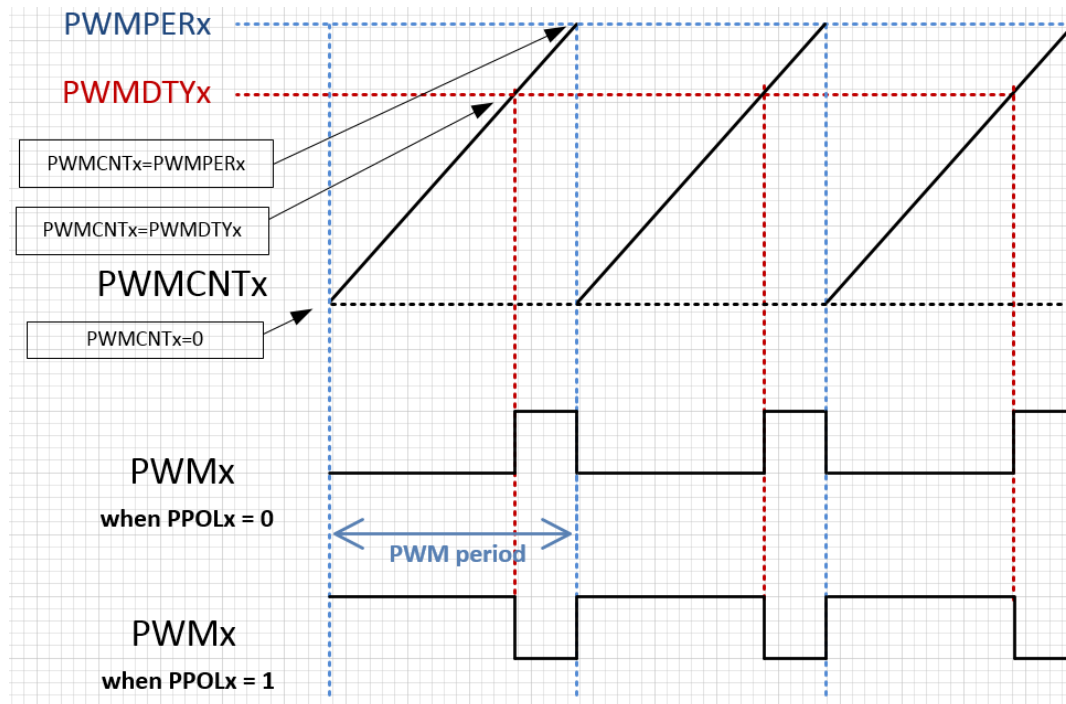 PWMPERx
PWMDTYx
PWMCNTx=PWMPERx
PWMCNTx=PWMDTYx
PWMCNTx
PWMCNTx=0
PWMx
when PPOLx = 0
PWM period
PWMx
when PPOLx = 1